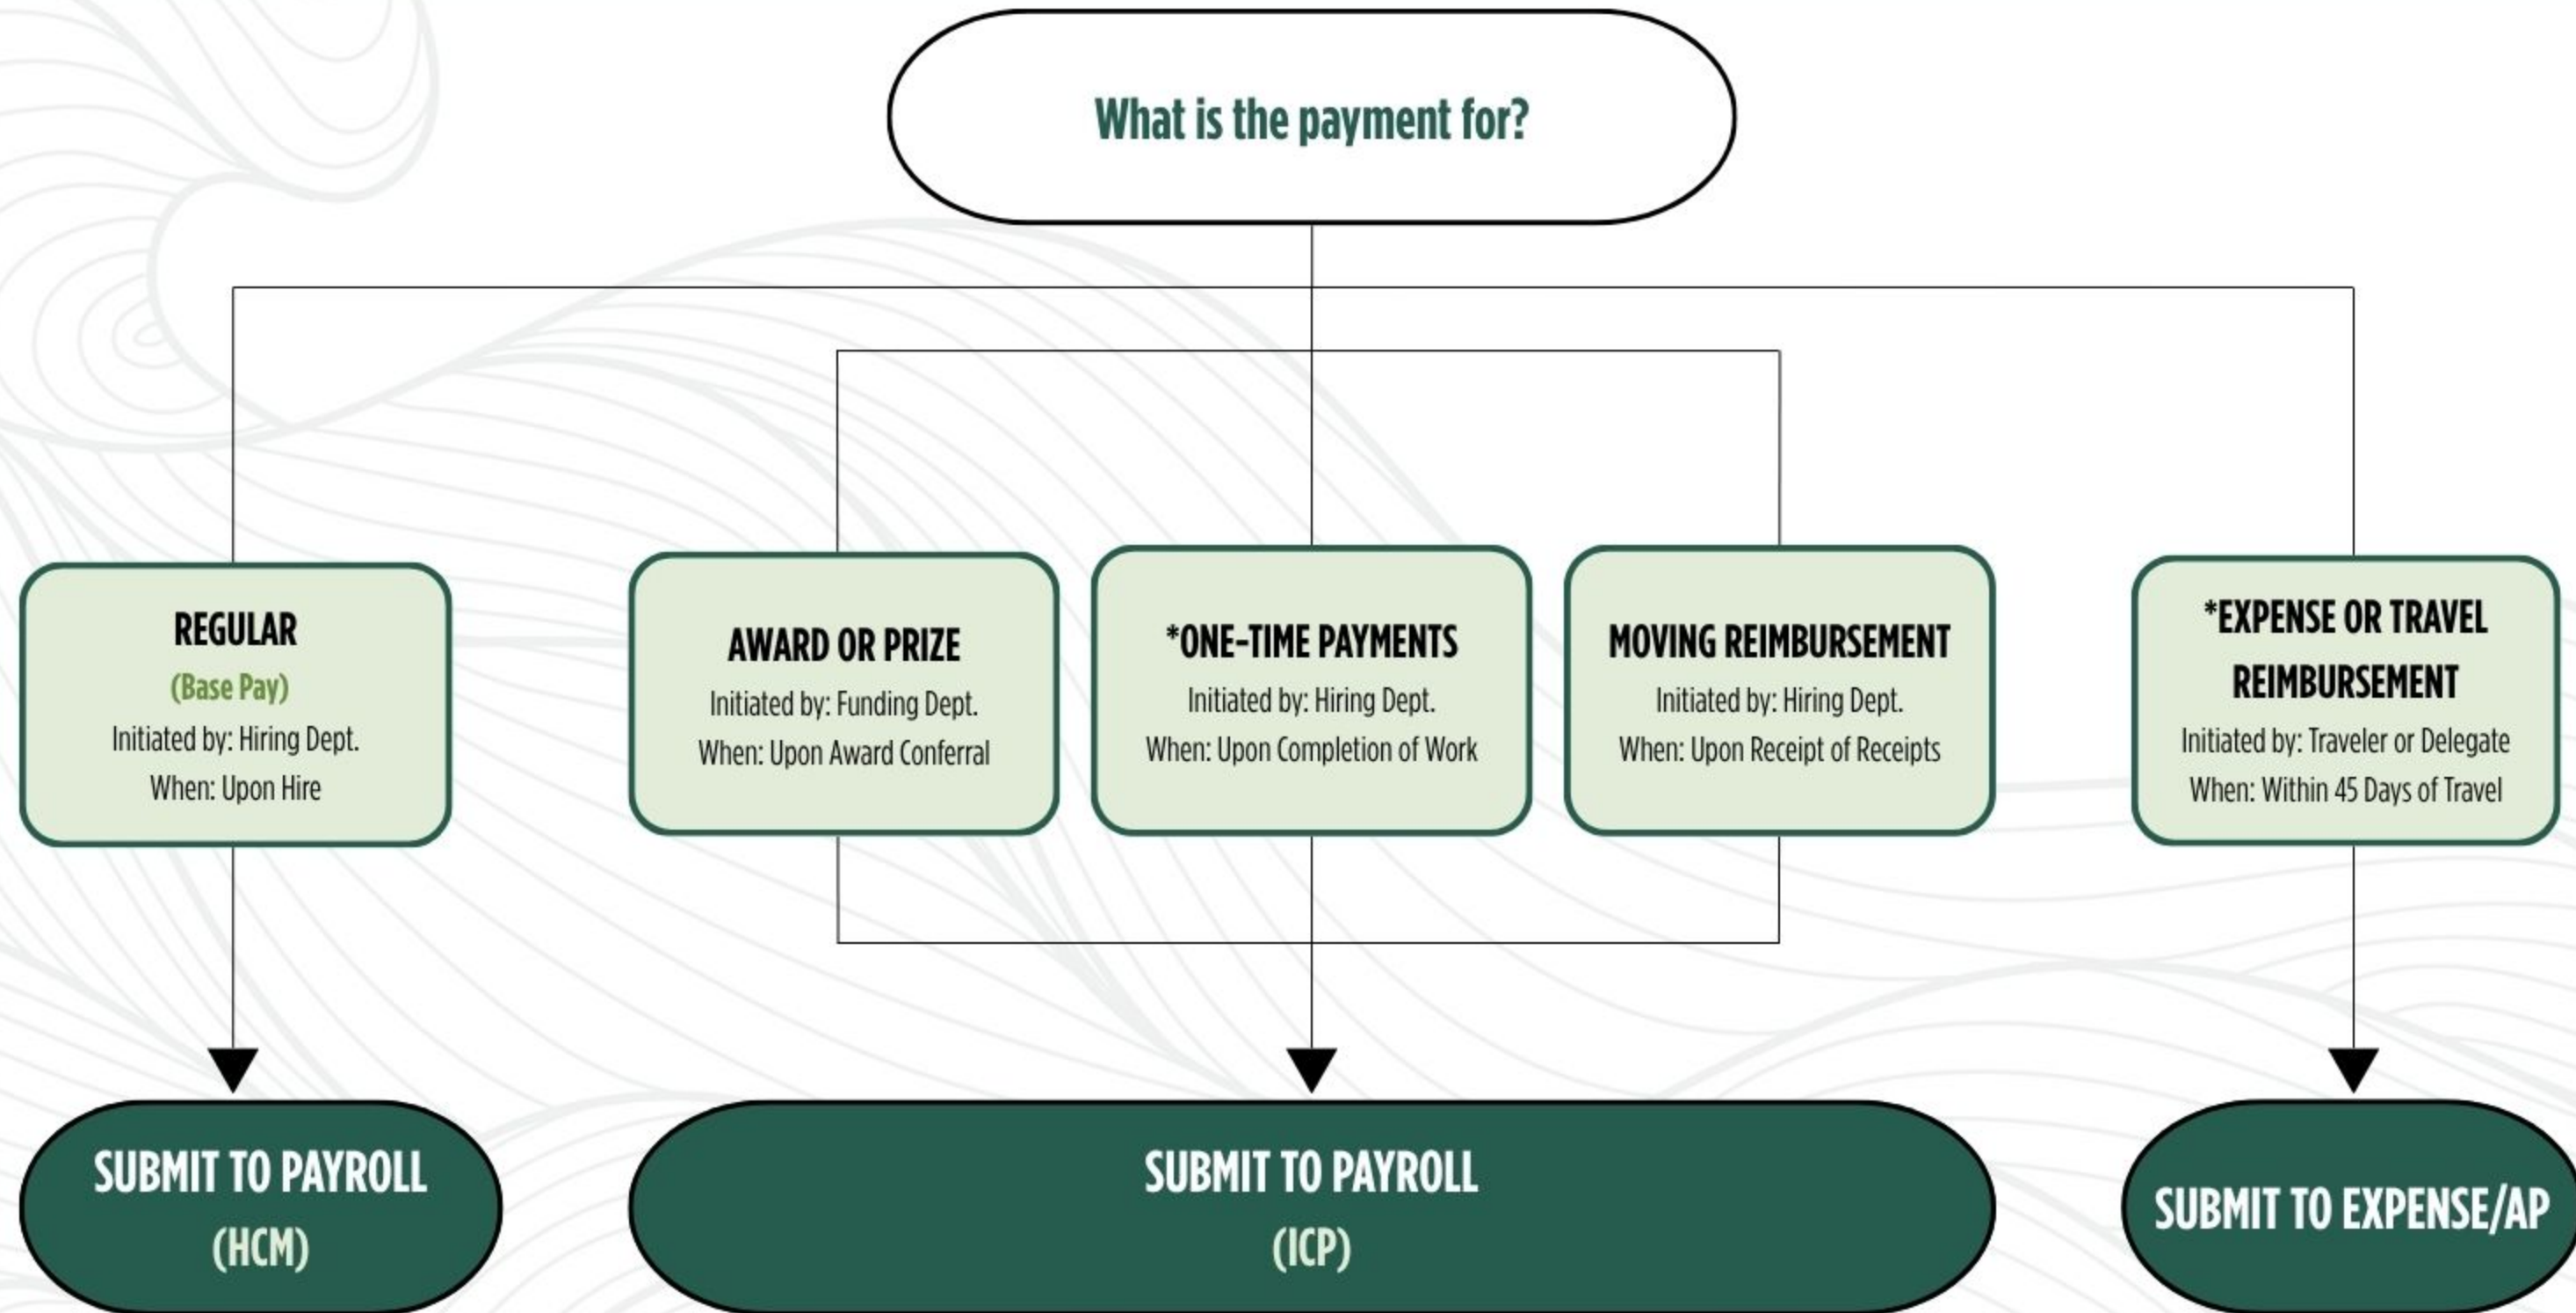 What is the payment for?
REGULAR
(Base Pay)
Initiated by: Hiring Dept.
When: Upon Hire
AWARD OR PRIZE
Initiated by: Funding Dept.
When: Upon Award Conferral
*ONE-TIME PAYMENTS
Initiated by: Hiring Dept.
When: Upon Completion of Work
MOVING REIMBURSEMENT
Initiated by: Hiring Dept.
When: Upon Receipt of Receipts
*EXPENSE OR TRAVEL
REIMBURSEMENT
Initiated by: Traveler or Delegate
When: Within 45 Days of Travel
SUBMIT TO PAYROLL
(HCM)
SUBMIT TO PAYROLL
(ICP)
SUBMIT TO EXPENSE/AP